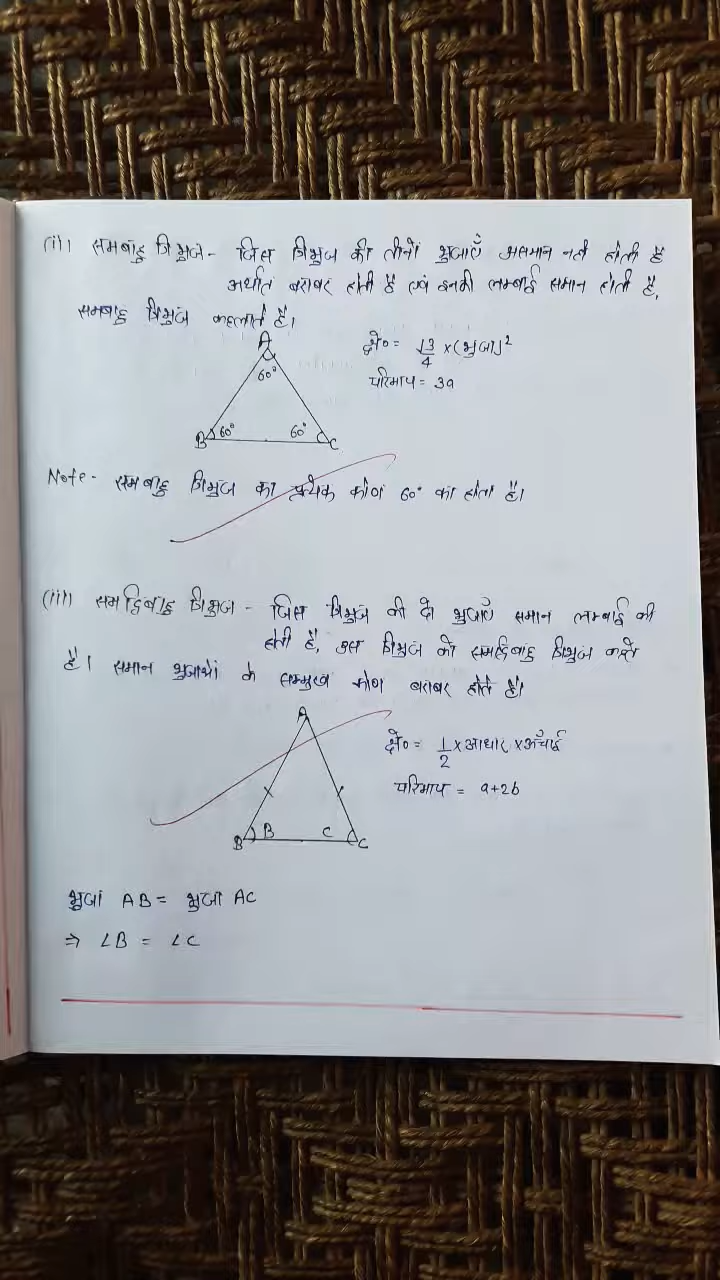 (ii) समबाहु त्रिभुज - जिस त्रिभुज की तीनों भुजाएँ असमान नही होती है
अर्थात बराबर होती है एवं इनकी लम्बाई समान होती है,
समबाहु त्रिभुज कहलाते है।
A
क्षे० = √3/4 × (भुजा)²
60°
परिमाप = 3a
B 60° 60° C
Note - समबाहु त्रिभुज का प्रत्येक कोण 60° का होता है।
(iii) समद्विबाहु त्रिभुज - जिस त्रिभुज की दो भुजाएँ समान लम्बाई की
होती है, उस त्रिभुज को समद्विबाहु त्रिभुज कहते
है। समान भुजाओं के सम्मुख कोण बराबर होते है।
A
क्षे० = 1/2 × आधार × ऊँचाई
परिमाप = a+2b
B B C C
भुजा AB = भुजा AC
⇒ ∠B = ∠C